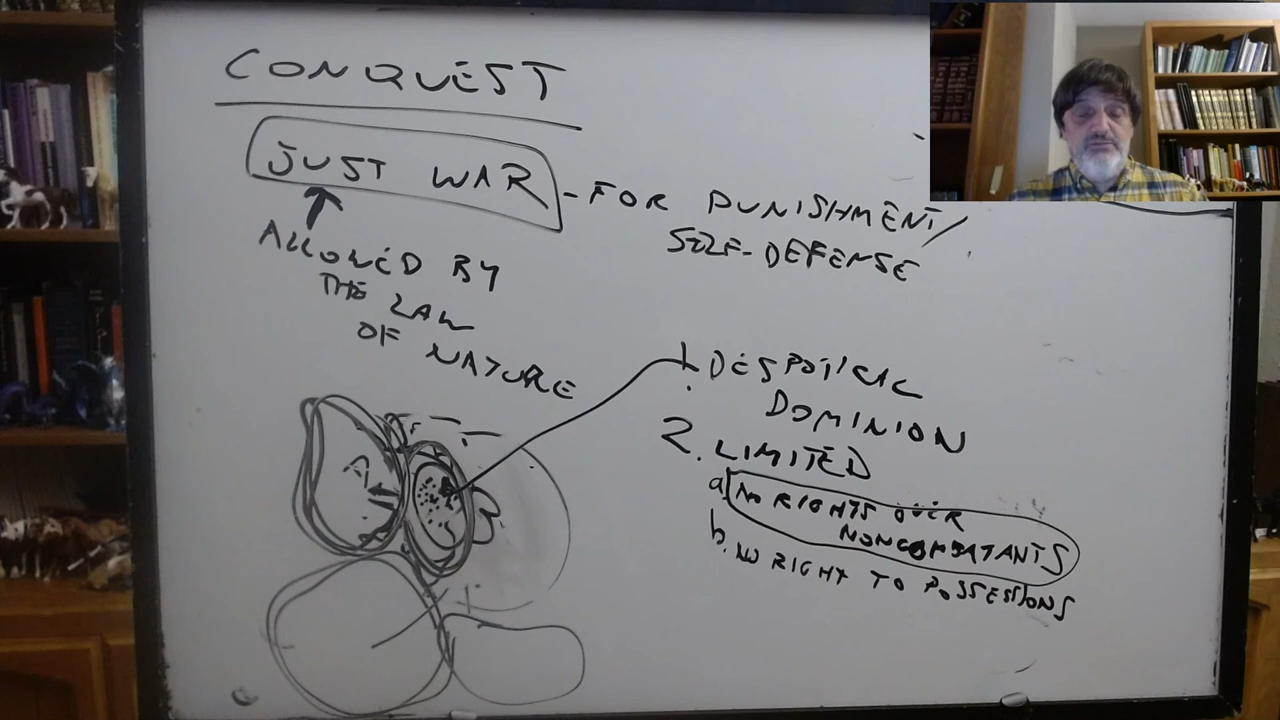 CONQUEST
JUST WAR - FOR PUNISHMENT/
SELF-DEFENSE
ALLOWED BY
THE LAW
OF NATURE
1. DESPOTICAL
DOMINION
2. LIMITED
a. NO RIGHTS OVER
NONCOMBATANTS
b. NO RIGHT TO POSSESSIONS
A
B